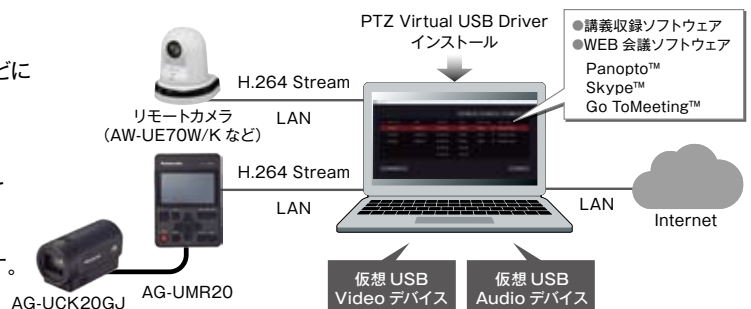 PTZ Virtual USB Driver
インストール
●講義収録ソフトウェア
●WEB 会議ソフトウェア
Panopto™
Skype™
Go ToMeeting™
どに
H.264 Stream
LAN
リモートカメラ
（AW-UE70W/K など）
H.264 Stream
LAN
LAN
Internet
す。
AG-UCK20GJ
AG-UMR20
仮想 USB
Video デバイス
仮想 USB
Audio デバイス